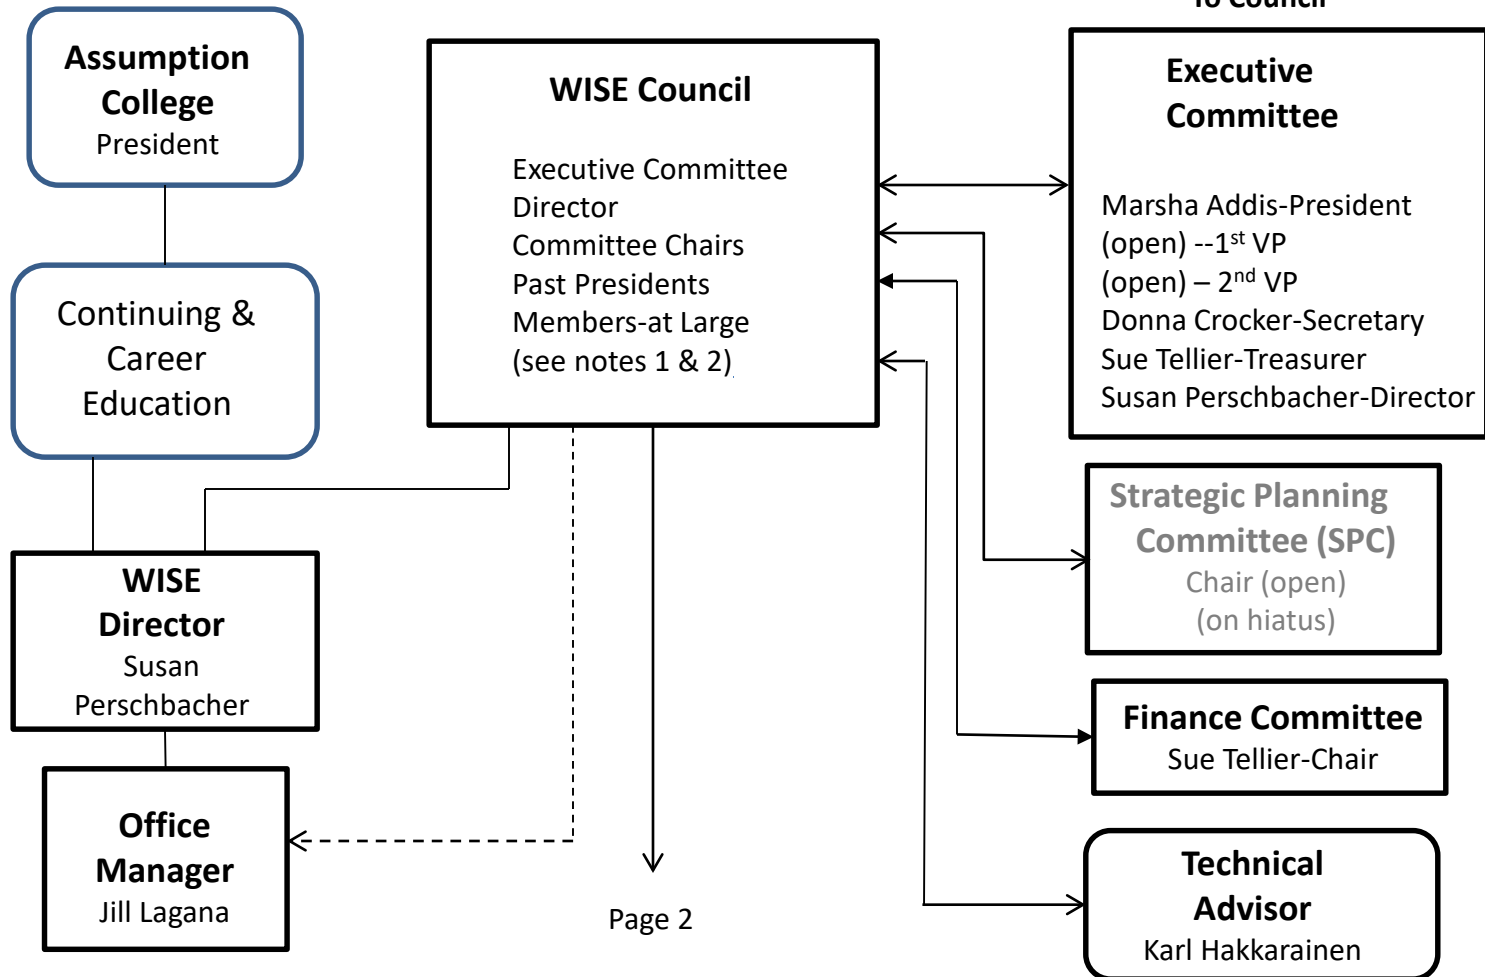 To Council
Assumption
College
President
Continuing &
Career
Education
WISE
Director
Susan
Perschbacher
Office
Manager
Jill Lagana
WISE Council
Executive Committee
Director
Committee Chairs
Past Presidents
Members-at Large
(see notes 1 & 2)
Page 2
Executive
Committee
Marsha Addis-President
(open) --1st VP
(open) – 2nd VP
Donna Crocker-Secretary
Sue Tellier-Treasurer
Susan Perschbacher-Director
Strategic Planning
Committee (SPC)
Chair (open)
(on hiatus)
Finance Committee
Sue Tellier-Chair
Technical
Advisor
Karl Hakkarainen